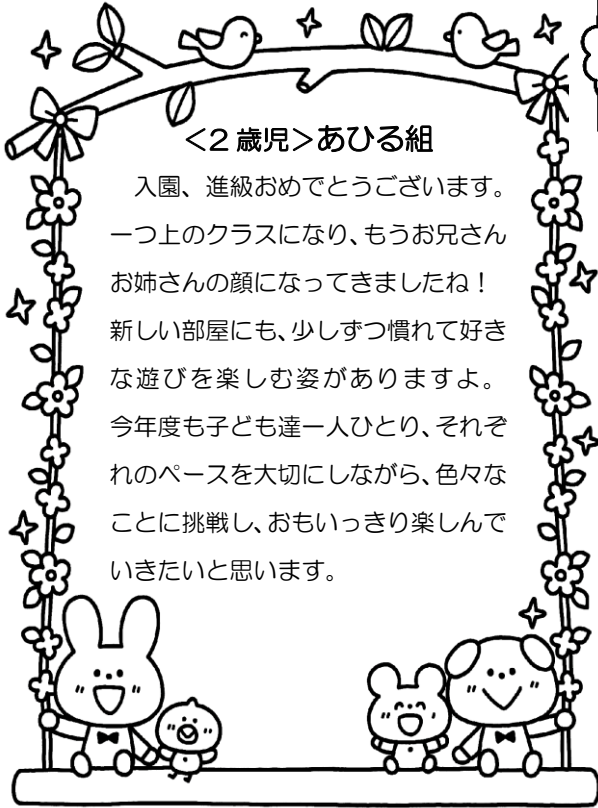 ＜2 歳児＞あひる組
　入園、進級おめでとうございます。
一つ上のクラスになり、もうお兄さん
お姉さんの顔になってきましたね！
新しい部屋にも、少しずつ慣れて好き
な遊びを楽しむ姿がありますよ。
今年度も子ども達一人ひとり、それぞ
れのペースを大切にしながら、色々な
ことに挑戦し、おもいっきり楽しんで
いきたいと思います。